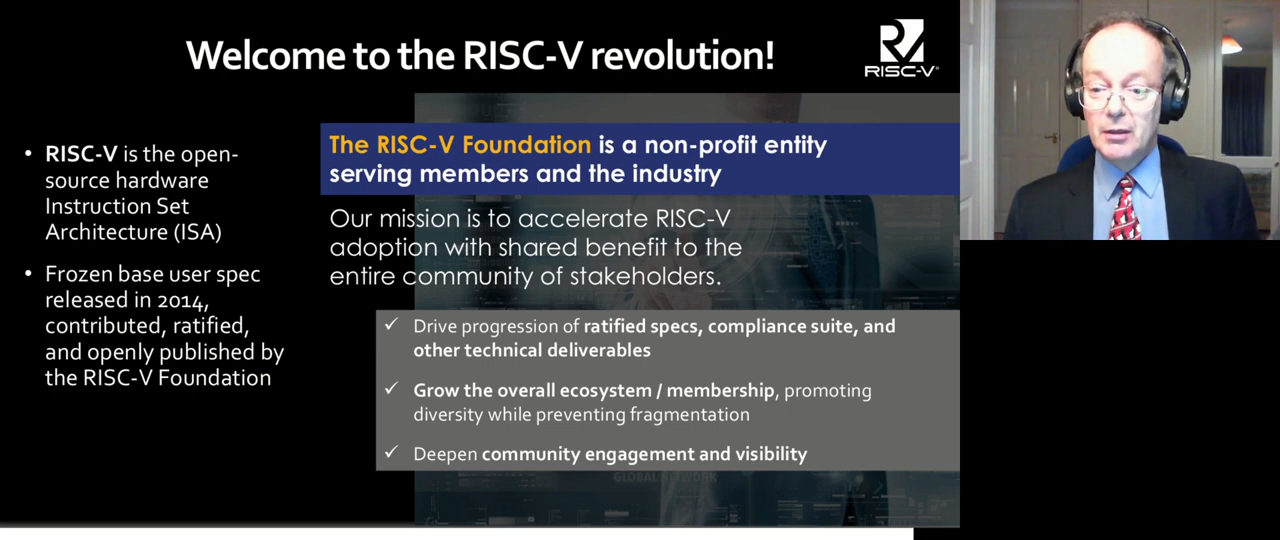 Welcome to the RISC-V revolution!
RISC-V®
• RISC-V is the open-
source hardware
Instruction Set
Architecture (ISA)
• Frozen base user spec
released in 2014,
contributed, ratified,
and openly published by
the RISC-V Foundation
The RISC-V Foundation is a non-profit entity
serving members and the industry
Our mission is to accelerate RISC-V
adoption with shared benefit to the
entire community of stakeholders.
✓ Drive progression of ratified specs, compliance suite, and
other technical deliverables
✓ Grow the overall ecosystem / membership, promoting
diversity while preventing fragmentation
✓ Deepen community engagement and visibility
GLOBAL NETWORK